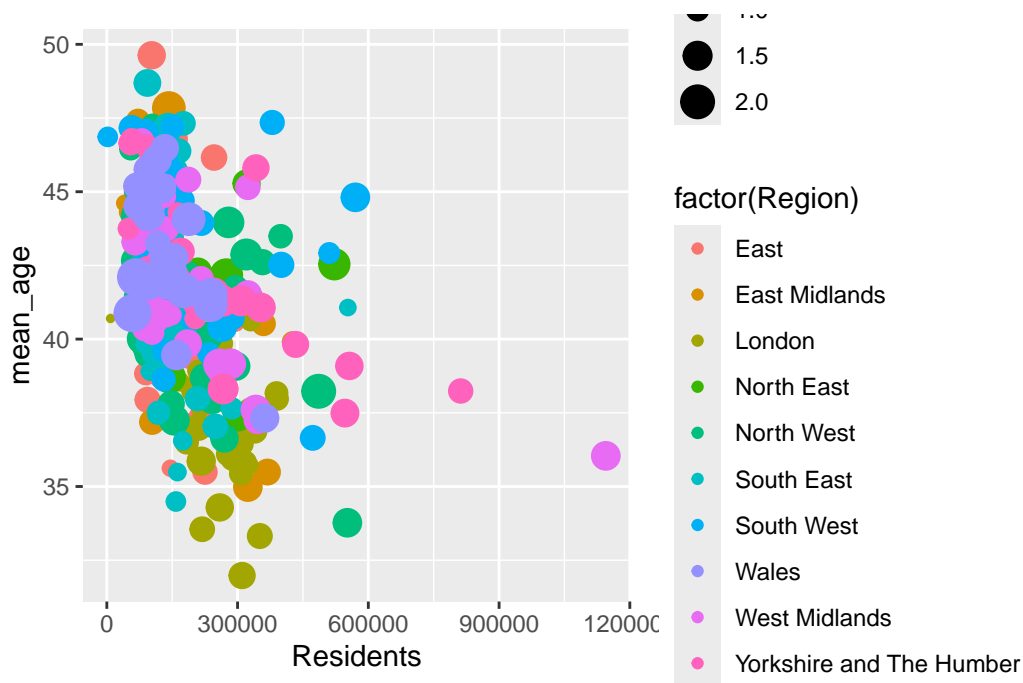 50
45
40
35
mean_age
0
300000
600000
900000
Residents
1.5
2.0
factor(Region)
East
East Midlands
London
North East
North West
South East
South West
Wales
West Midlands
Yorkshire and The Humber